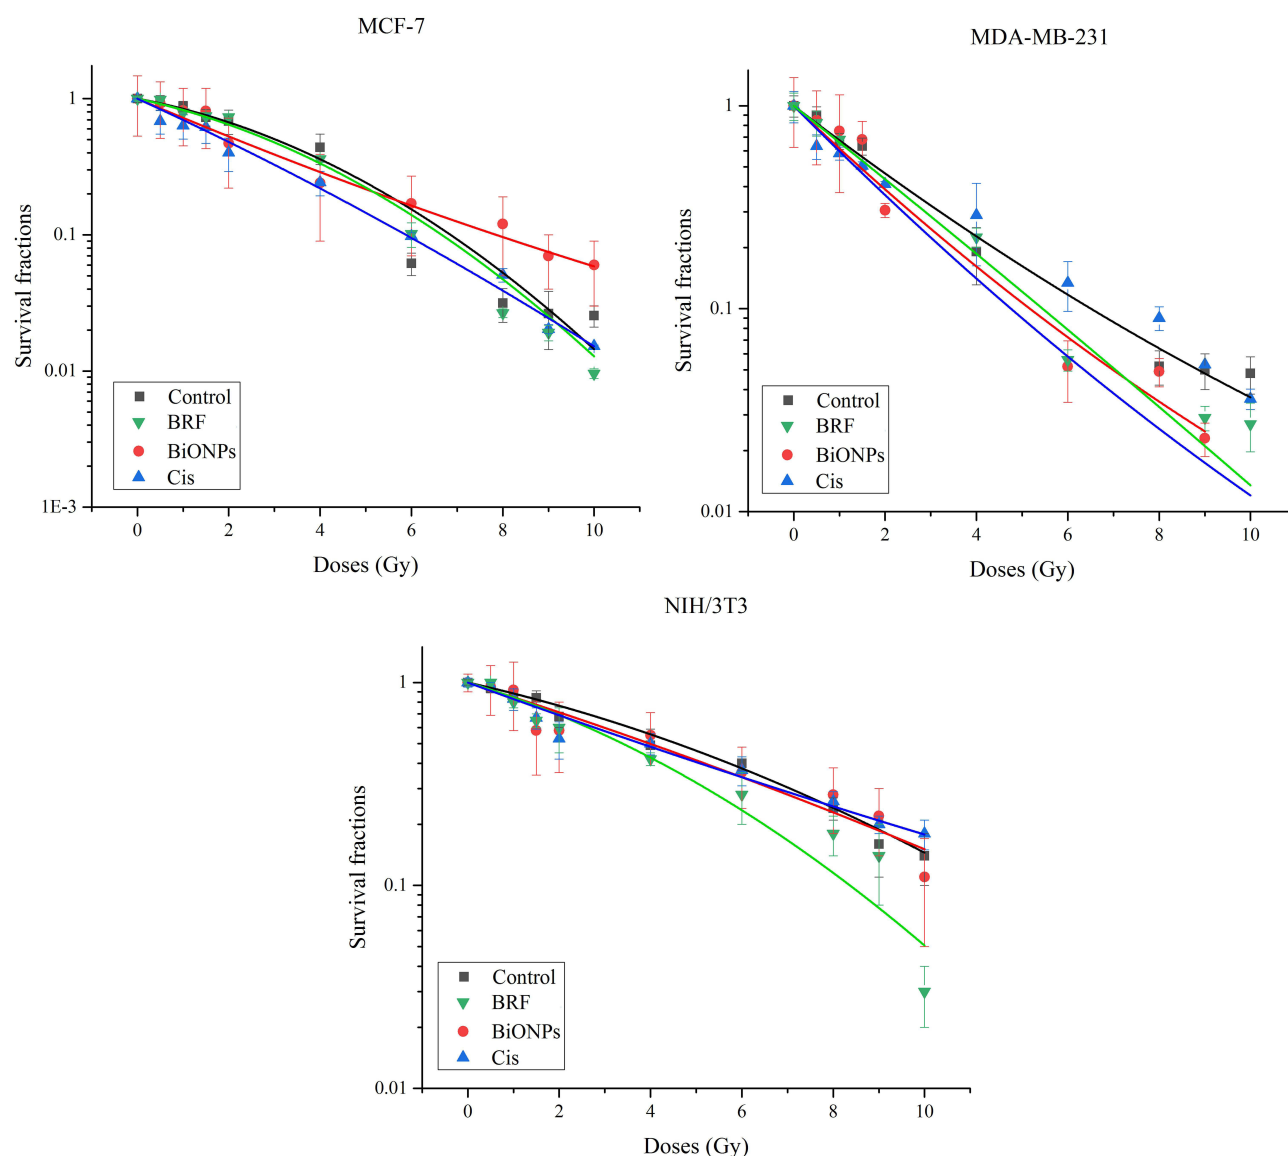 MCF-7
1
0.1
0.01
1E-3
Survival fractions
Control
BRF
BiONPs
Cis
0 2 4 6 8 10
Doses (Gy)
MDA-MB-231
1
0.1
0.01
Survival fractions
Control
BRF
BiONPs
Cis
0 2 4 6 8 10
Doses (Gy)
NIH/3T3
1
0.1
0.01
Survival fractions
Control
BRF
BiONPs
Cis
0 2 4 6 8 10
Doses (Gy)